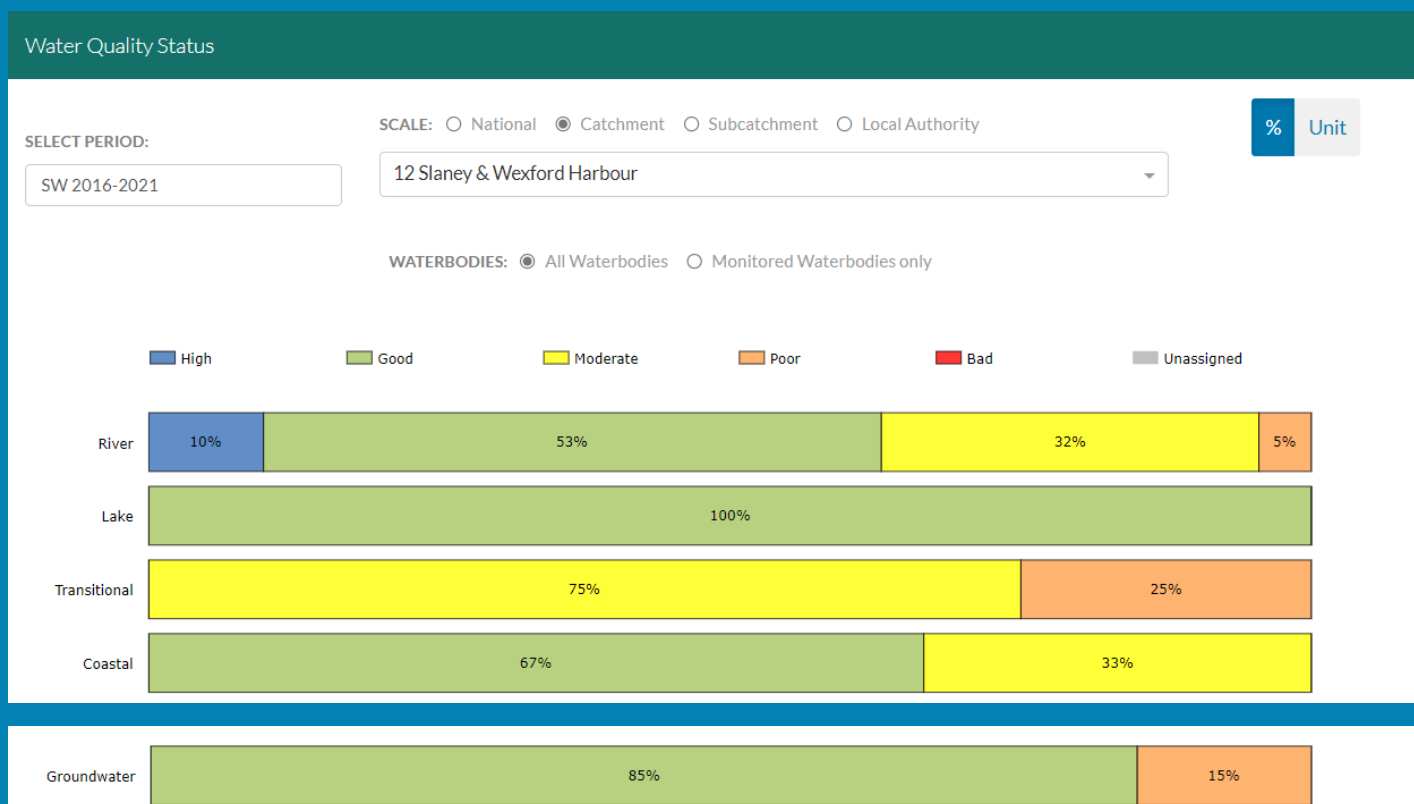 Water Quality Status
SELECT PERIOD:
SW 2016-2021
SCALE: National Catchment Subcatchment Local Authority
12 Slaney & Wexford Harbour
% Unit
WATERBODIES: All Waterbodies Monitored Waterbodies only
High Good Moderate Poor Bad Unassigned
River 10% 53% 32% 5%
Lake 100%
Transitional 75% 25%
Coastal 67% 33%
Groundwater 85% 15%